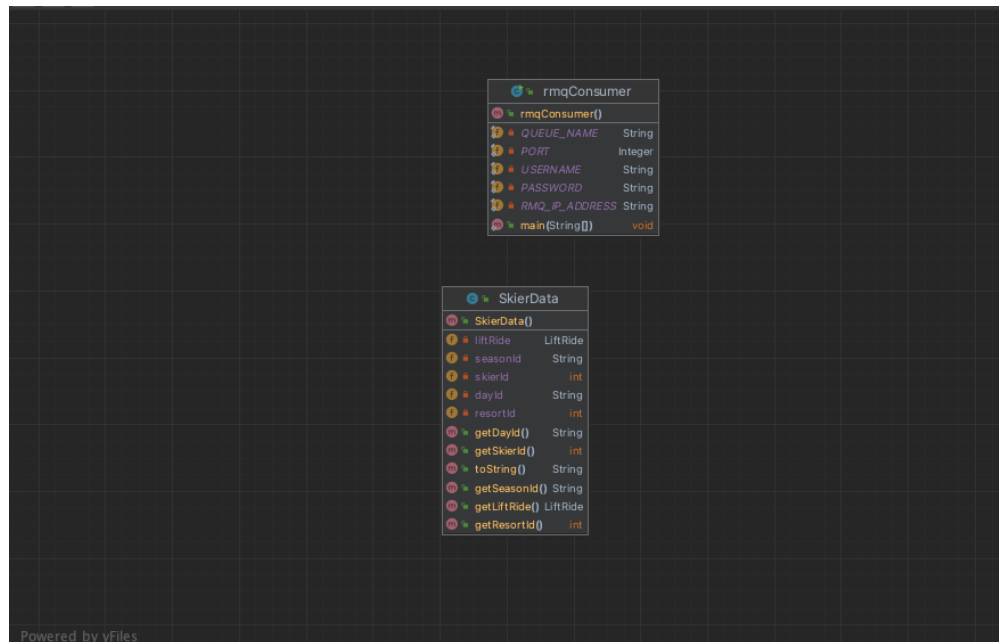 rmqConsumer
rmqConsumer()
QUEUE_NAME String
PORT Integer
USERNAME String
PASSWORD String
RMQ_IP_ADDRESS String
main(String[]) void
SkierData
SkierData()
liftRide LiftRide
seasonId String
skierId int
dayId String
resortId int
getDayId() String
getSkierId() int
toString() String
getSeasonId() String
getLiftRide() LiftRide
getResortId() int
Powered by yFiles